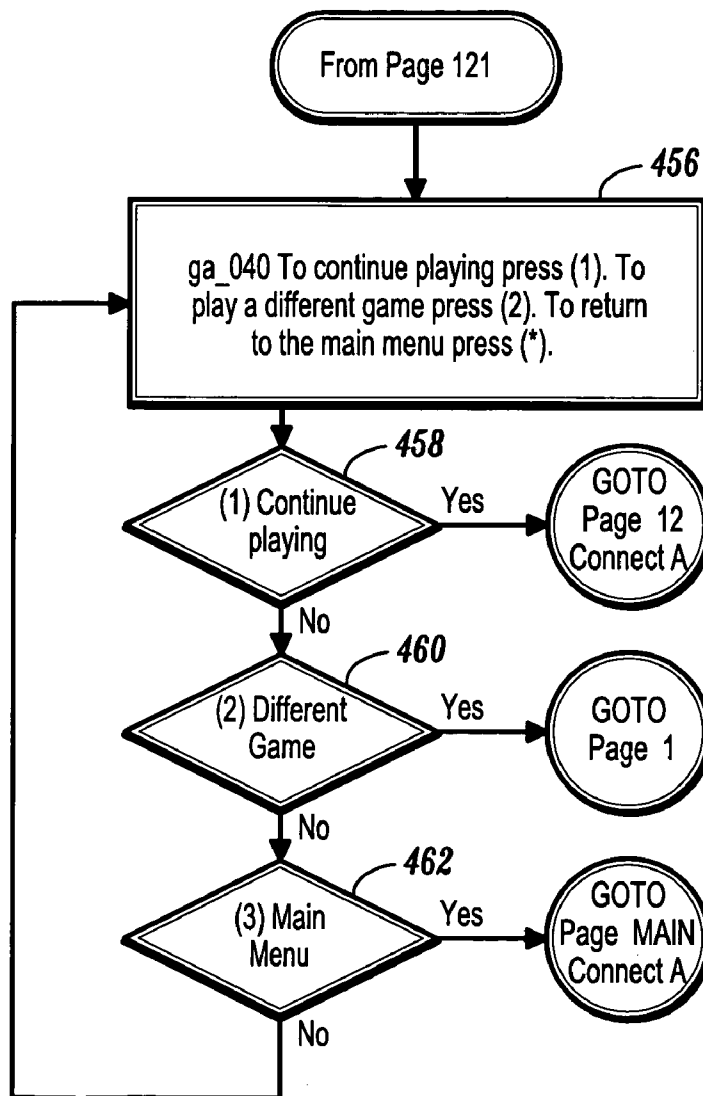 From Page 121
456
ga_040 To continue playing press (1). To
play a different game press (2). To return
to the main menu press (*).
458
(1) Continue
playing
Yes
GOTO
Page 12
Connect A
No
460
(2) Different
Game
Yes
GOTO
Page 1
No
462
(3) Main
Menu
Yes
GOTO
Page MAIN
Connect A
No